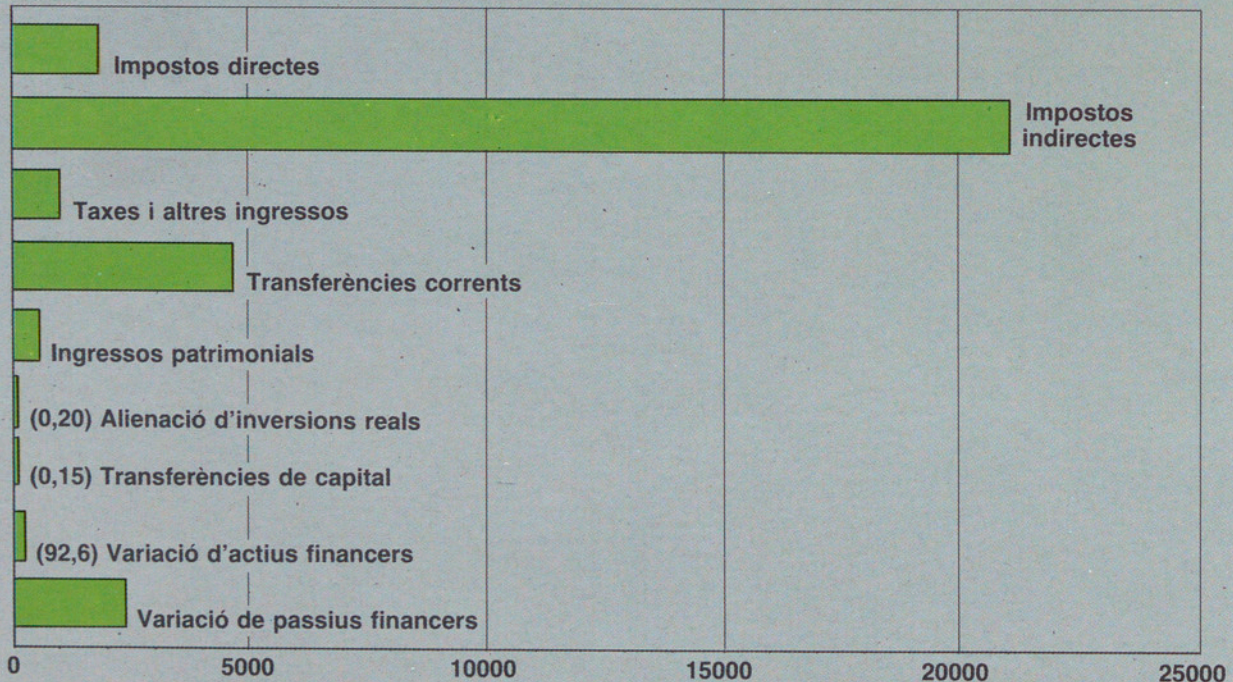 Impostos directes
Impostos
indirectes
Taxes i altres ingressos
Transferències corrents
Ingressos patrimonials
(0,20) Alienació d'inversions reals
(0,15) Transferències de capital
(92,6) Variació d'actius financers
Variació de passius financers
0 5000 10000 15000 20000 25000